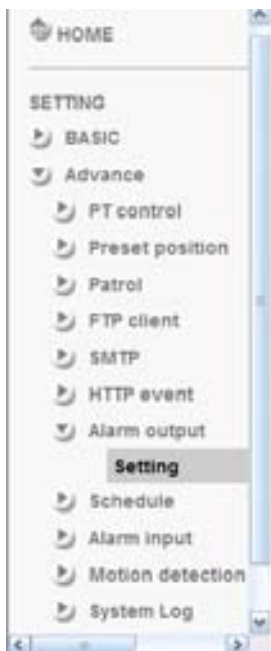 HOME
SETTING
BASIC
Advance
PT control
Preset position
Patrol
FTP client
SMTP
HTTP event
Alarm output
Setting
Schedule
Alarm input
Motion detection
System Log